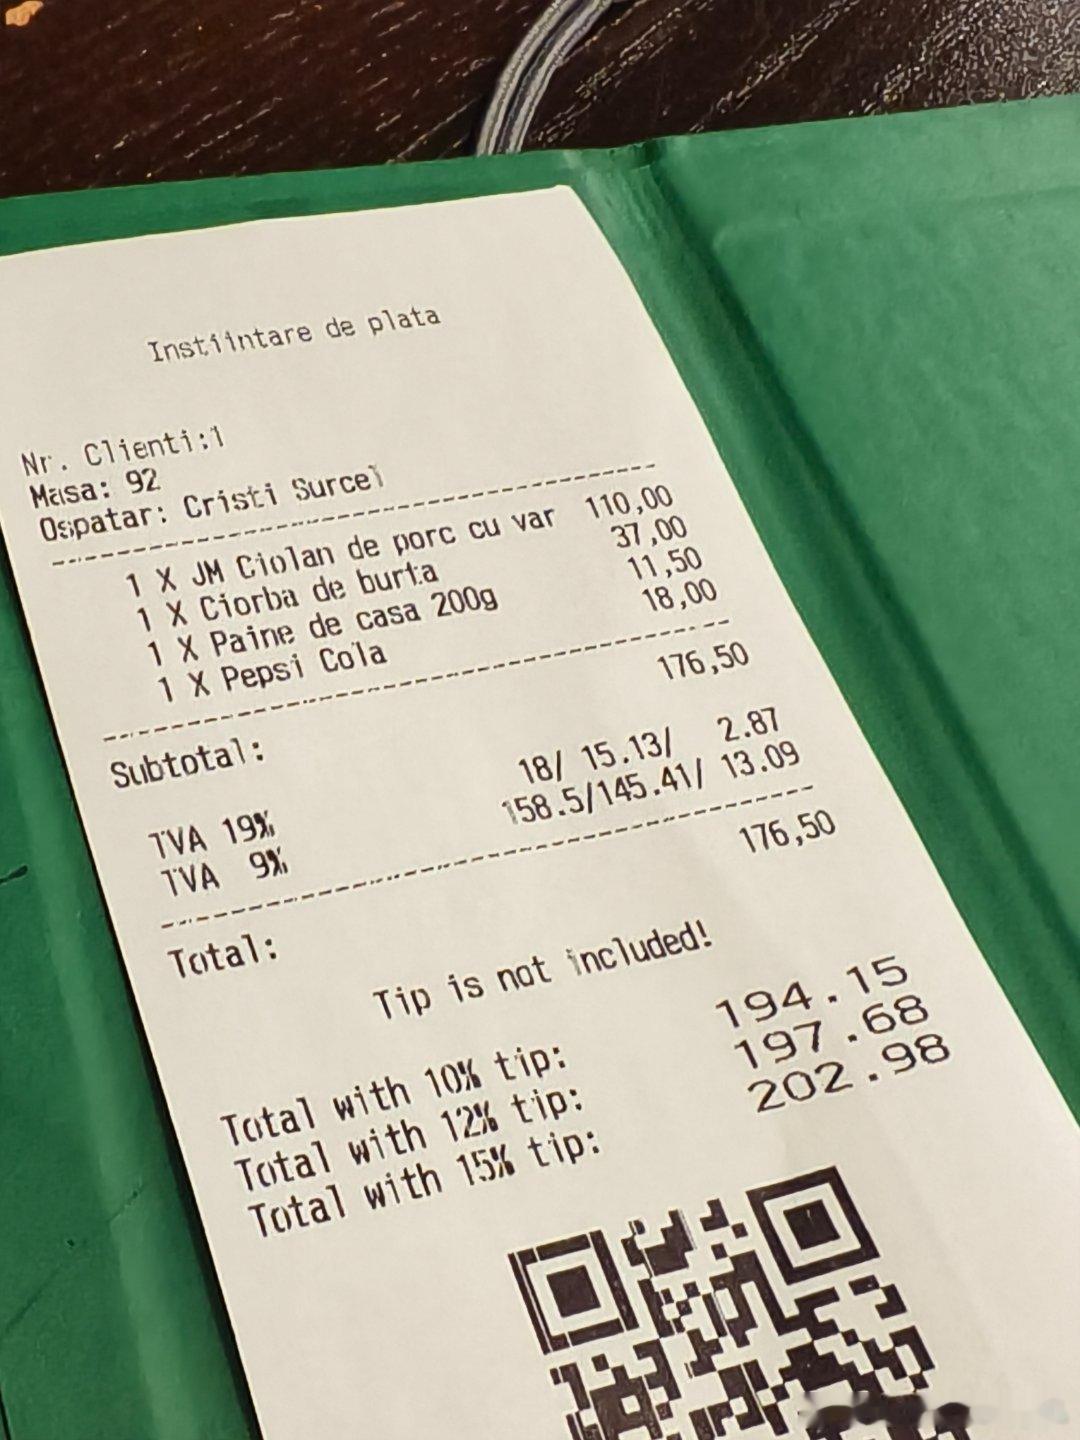 Instiintare de plata
Nr. Clienti:1
Masa: 92
Ospatar: Cristi Surcel
1 X JM Ciolan de porc cu var 110,00
1 X Ciorba de burta 37,00
1 X Paine de casa 200g 11,50
1 X Pepsi Cola 18,00
Subtotal: 176,50
TVA 19% 18/ 15.13/ 2.87
TVA 9% 158.5/145.41/ 13.09
Total: 176,50
Tip is not included!
Total with 10% tip: 194.15
Total with 12% tip: 197.68
Total with 15% tip: 202.98